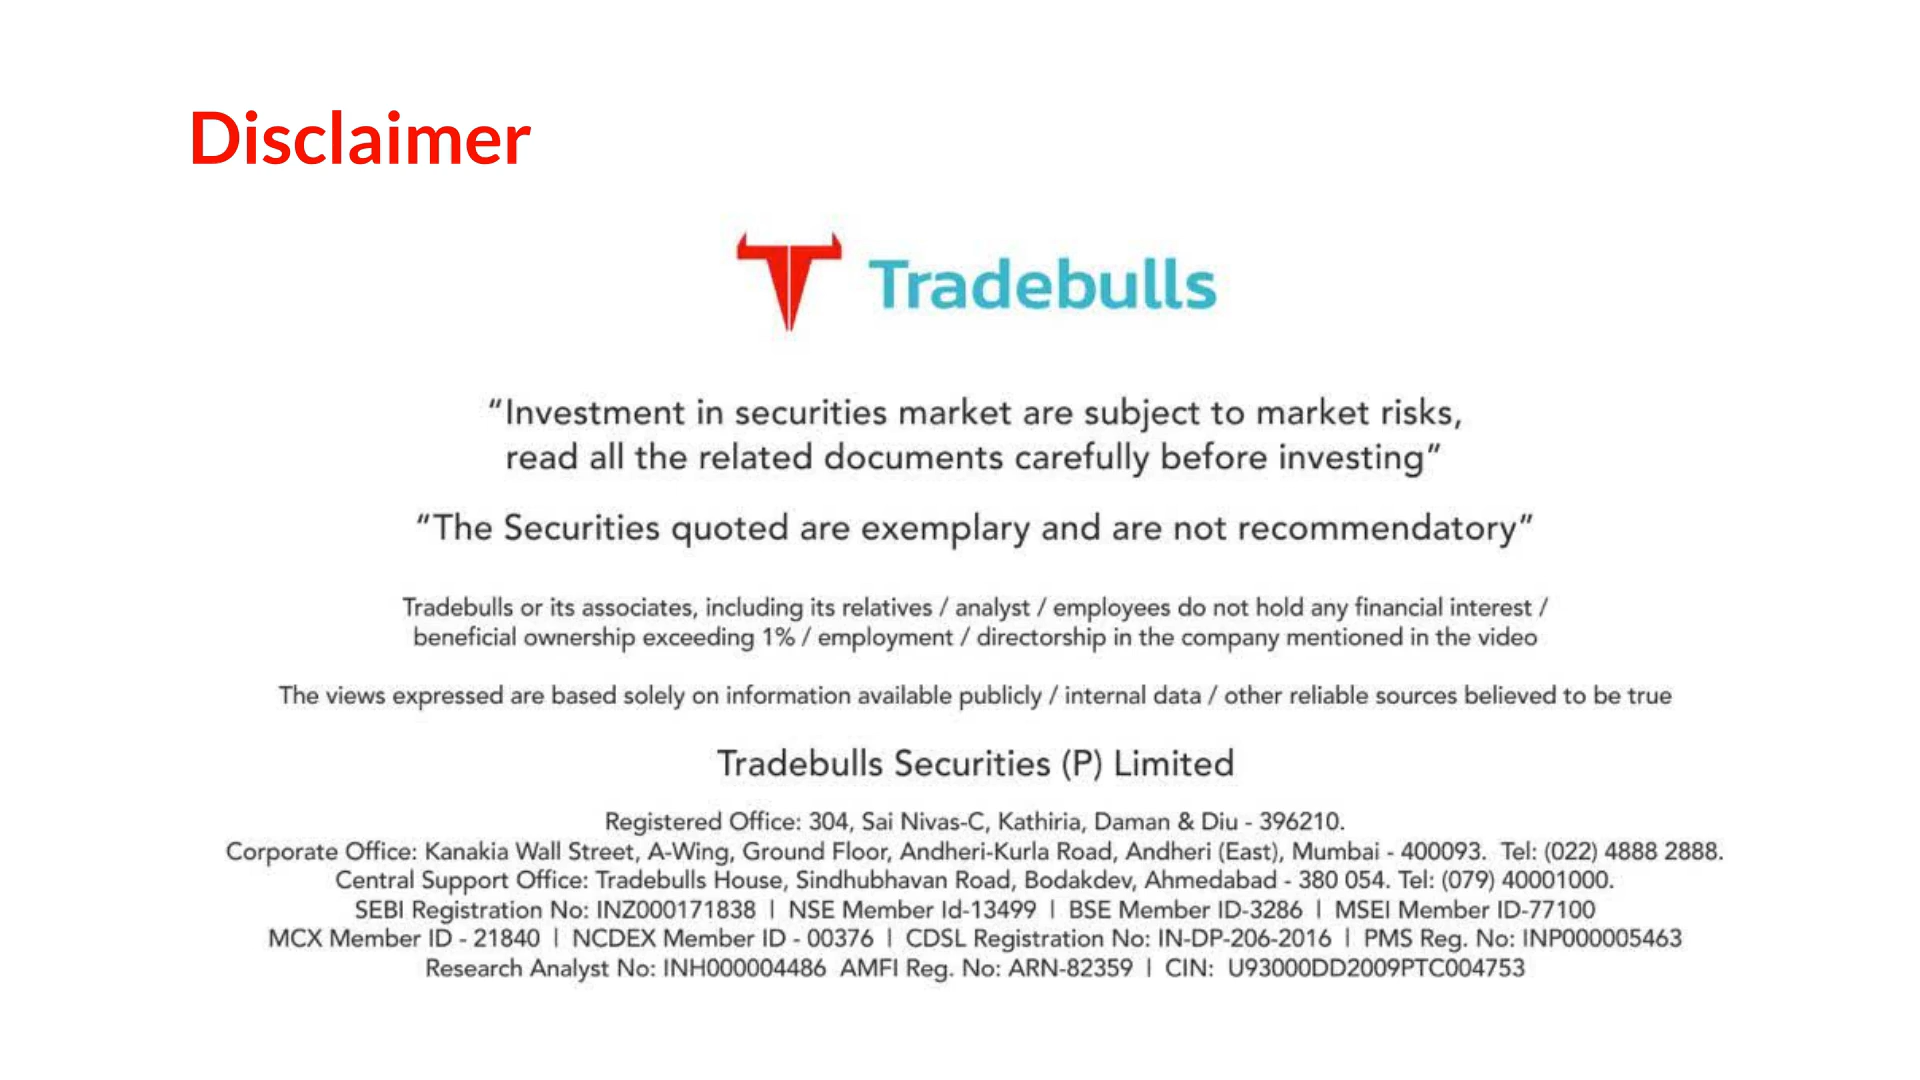 Disclaimer
Tradebulls
“Investment in securities market are subject to market risks,
read all the related documents carefully before investing”
“The Securities quoted are exemplary and are not recommendatory”
Tradebulls or its associates, including its relatives / analyst / employees do not hold any financial interest /
beneficial ownership exceeding 1% / employment / directorship in the company mentioned in the video
The views expressed are based solely on information available publicly / internal data / other reliable sources believed to be true
Tradebulls Securities (P) Limited
Registered Office: 304, Sai Nivas-C, Kathiria, Daman & Diu - 396210.
Corporate Office: Kanakia Wall Street, A-Wing, Ground Floor, Andheri-Kurla Road, Andheri (East), Mumbai - 400093. Tel: (022) 4888 2888.
Central Support Office: Tradebulls House, Sindhubhavan Road, Bodakdev, Ahmedabad - 380 054. Tel: (079) 40001000.
SEBI Registration No: INZ000171838 | NSE Member Id-13499 | BSE Member ID-3286 | MSEI Member ID-77100
MCX Member ID - 21840 | NCDEX Member ID - 00376 | CDSL Registration No: IN-DP-206-2016 | PMS Reg. No: INP000005463
Research Analyst No: INH000004486 AMFI Reg. No: ARN-82359 | CIN: U93000DD2009PTC004753